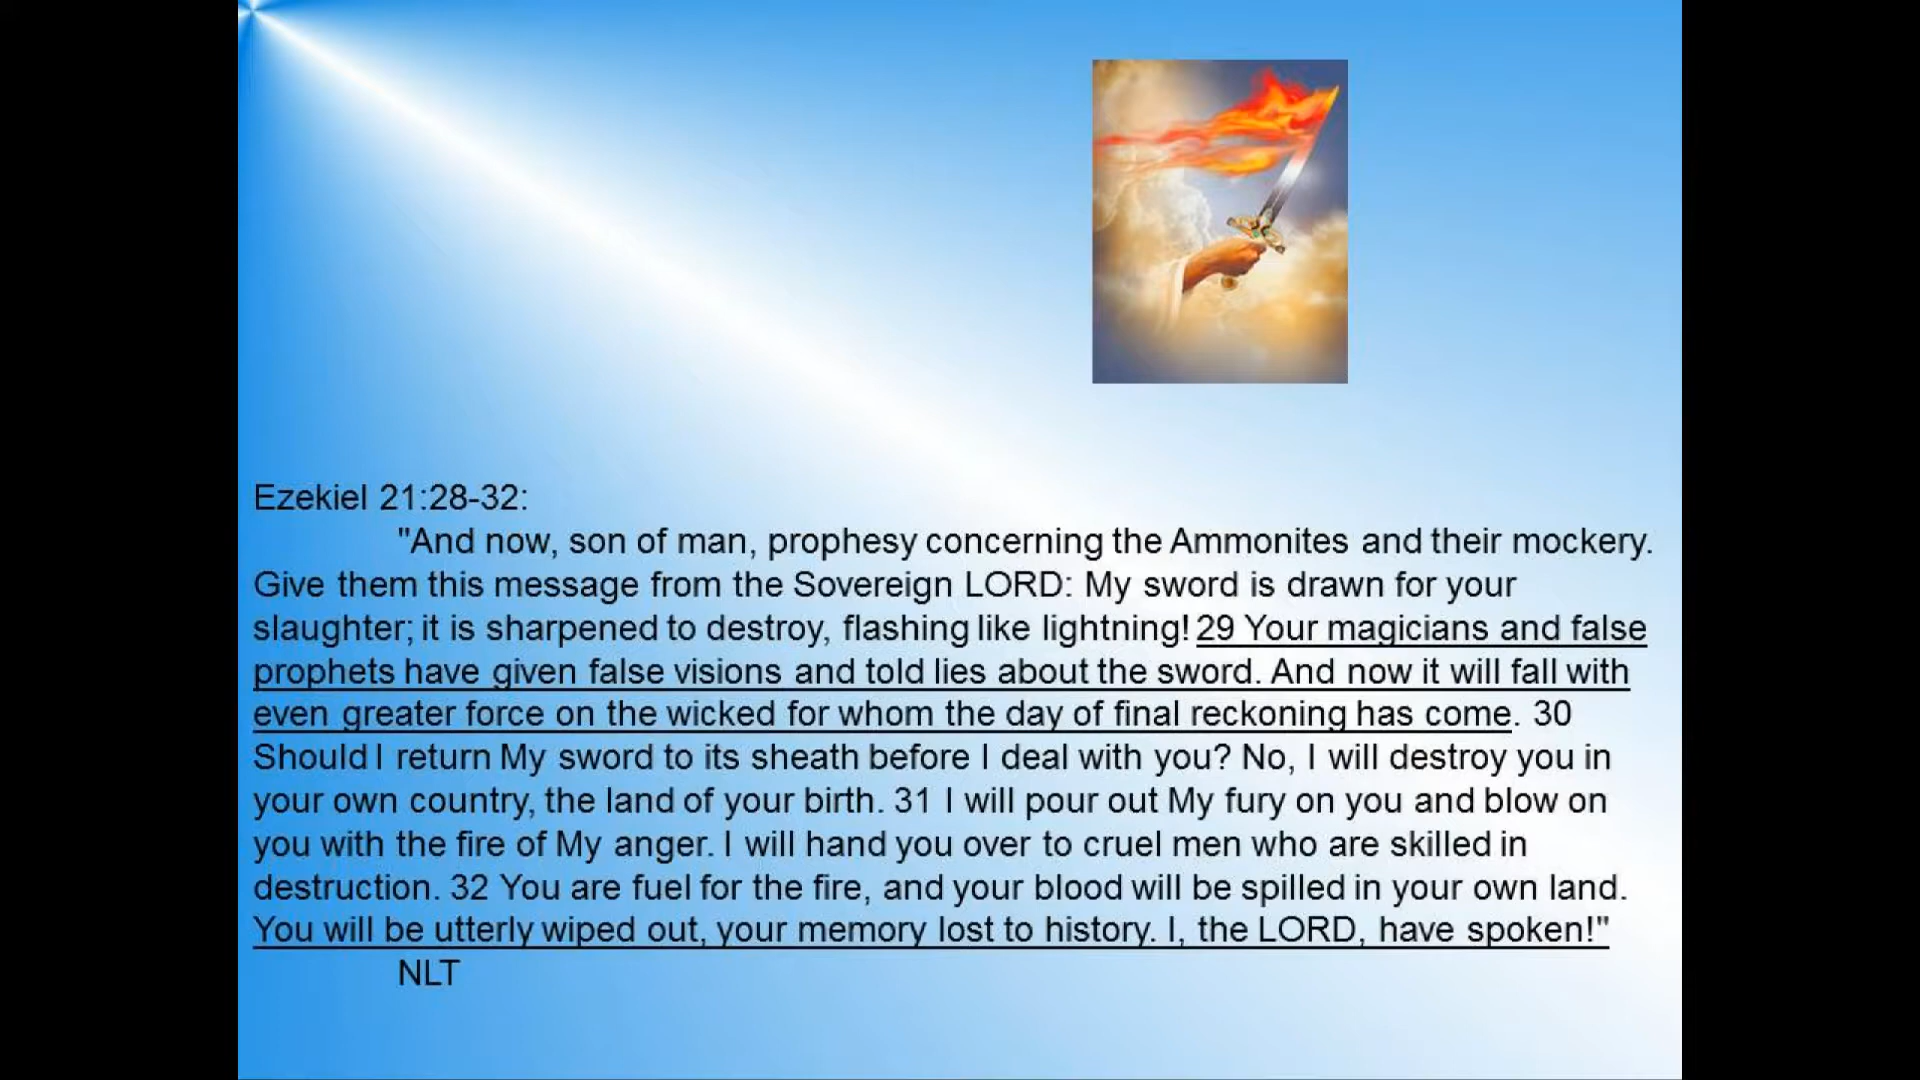 Ezekiel 21:28-32:
"And now, son of man, prophesy concerning the Ammonites and their mockery.
Give them this message from the Sovereign LORD: My sword is drawn for your
slaughter; it is sharpened to destroy, flashing like lightning! 29 Your magicians and false
prophets have given false visions and told lies about the sword. And now it will fall with
even greater force on the wicked for whom the day of final reckoning has come. 30
Should I return My sword to its sheath before I deal with you? No, I will destroy you in
your own country, the land of your birth. 31 I will pour out My fury on you and blow on
you with the fire of My anger. I will hand you over to cruel men who are skilled in
destruction. 32 You are fuel for the fire, and your blood will be spilled in your own land.
You will be utterly wiped out, your memory lost to history. I, the LORD, have spoken!"
NLT